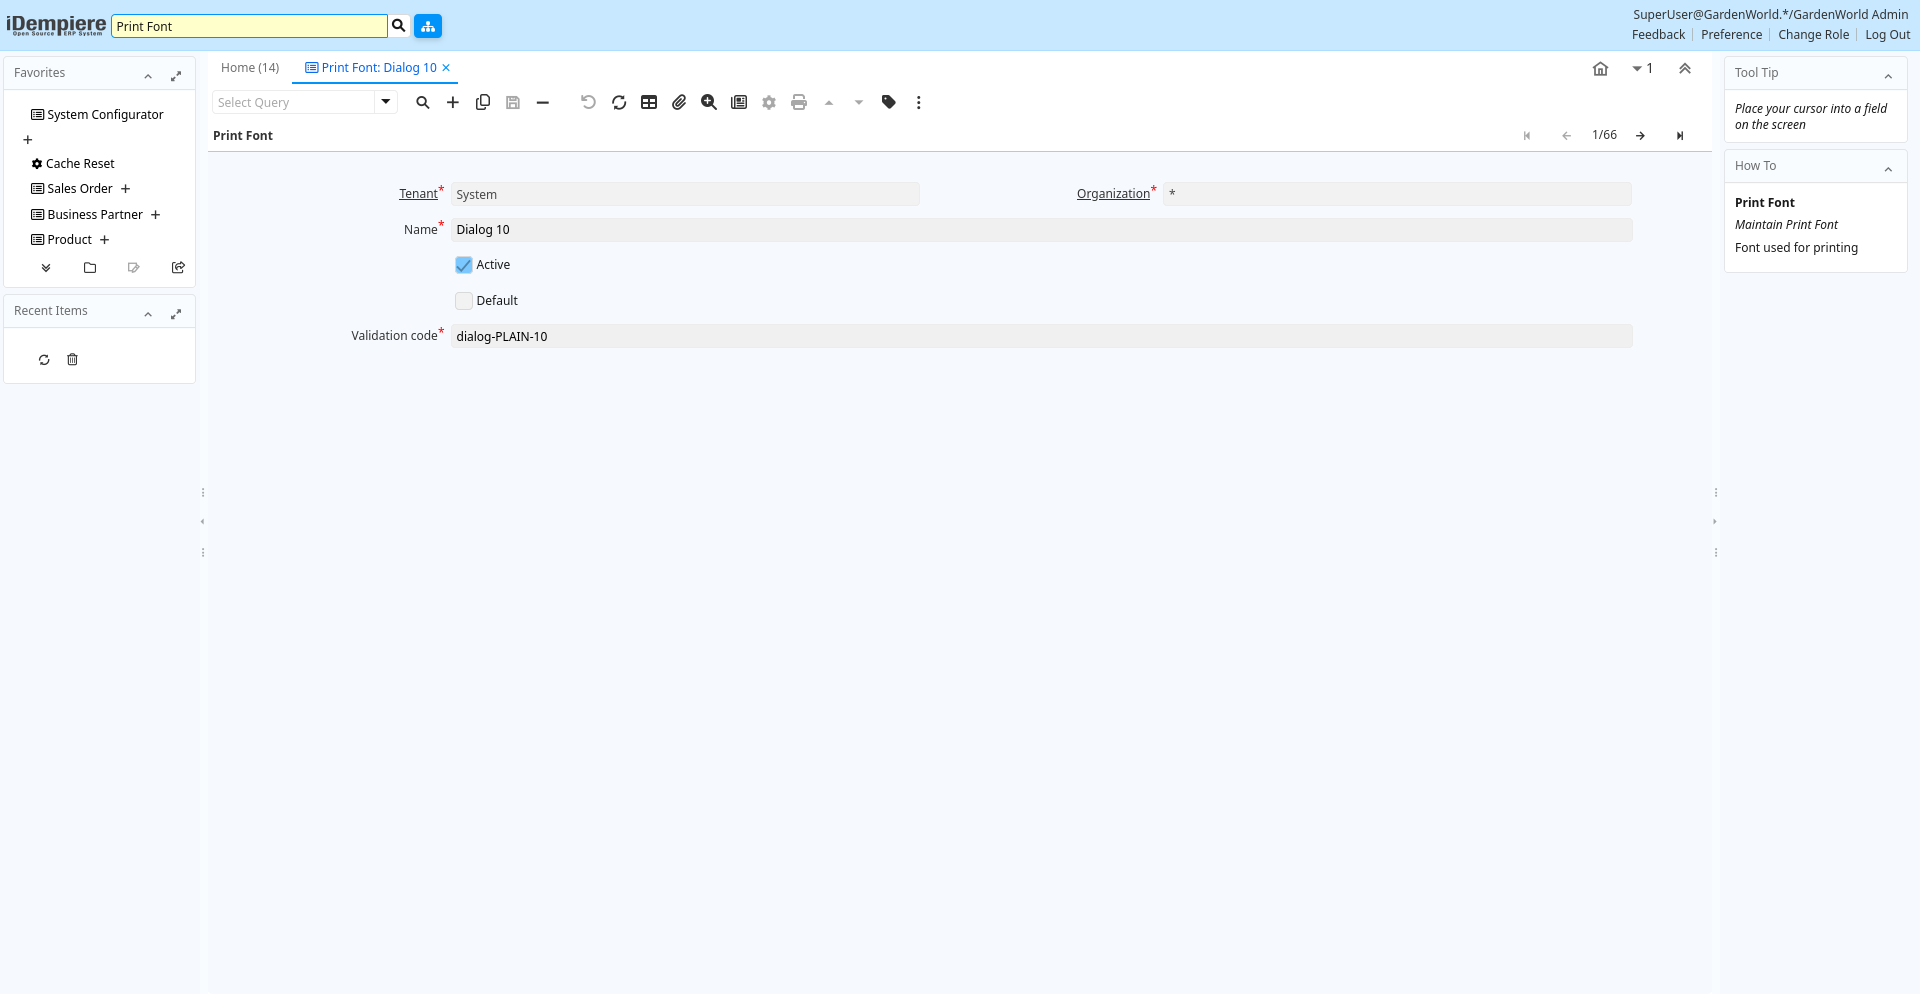 iDempiere
Open Source ERP System
Print Font
SuperUser@GardenWorld.*/GardenWorld Admin
Feedback
Preference
Change Role
Log Out
Favorites
System Configurator
Cache Reset
Sales Order
Business Partner
Product
Recent Items
Home (14)
Print Font: Dialog 10
1
Select Query
Print Font
1/66
Tenant*
System
Organization*
*
Name*
Dialog 10
Active
Default
Validation code*
dialog-PLAIN-10
Tool Tip
Place your cursor into a field
on the screen
How To
Print Font
Maintain Print Font
Font used for printing